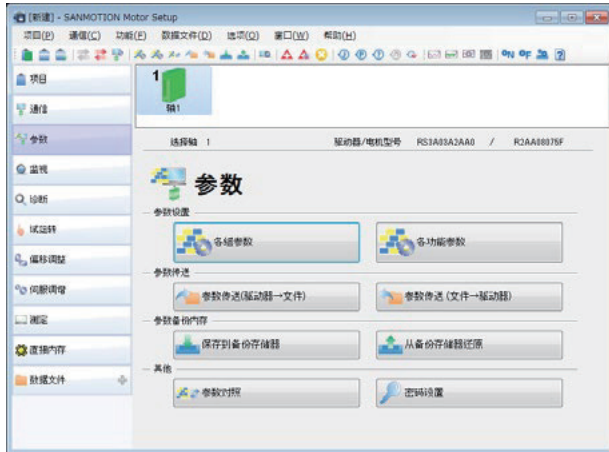 [新建] - SANMOTION Motor Setup
项目(P) 通信(C) 功能(F) 数据文件(D) 选项(O) 窗口(W) 帮助(H)
项目
通信
参数
监视
诊断
试运转
偏移调整
伺服调谐
测定
直接内存
数据文件
1
轴1
选择轴 1 驱动器/电机型号 RS3A03A2AA0 / R2AA08075F
参数
参数设置
各组参数 各功能参数
参数传送
参数传送(驱动器→文件) 参数传送 (文件→驱动器)
参数备份内存
保存到备份存储器 从备份存储器还原
其他
参数对照 密码设置